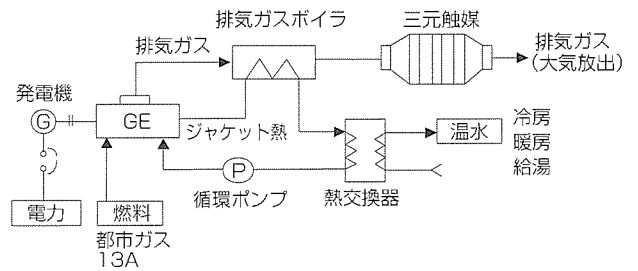 排気ガスボイラ
三元触媒
排気ガス
排気ガス
(大気放出)
発電機
G
GE
ジャケット熱
温水
冷房
暖房
給湯
P
循環ポンプ
熱交換器
電力
燃料
都市ガス
13A